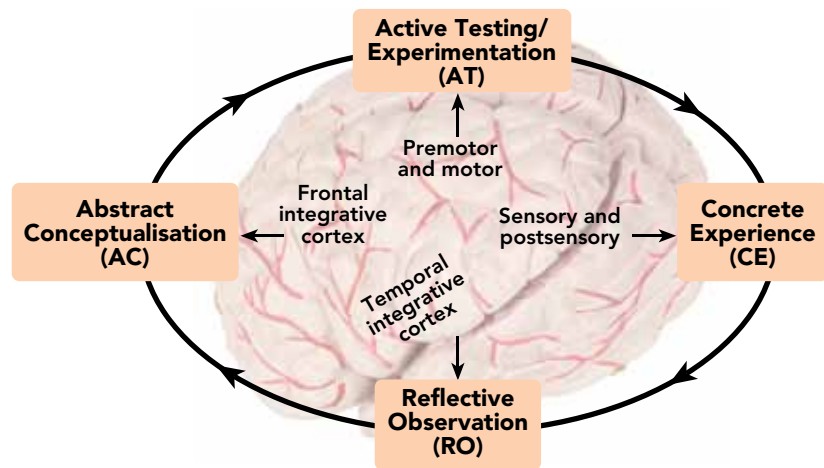 Active Testing/
Experimentation
(AT)
Premotor
and motor
Frontal
integrative
cortex
Abstract
Conceptualisation
(AC)
Sensory and
postsensory
Concrete
Experience
(CE)
Temporal
integrative
cortex
Reflective
Observation
(RO)